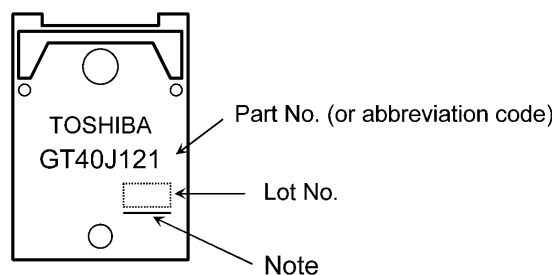 TOSHIBA
GT40J121
Part No. (or abbreviation code)
Lot No.
Note